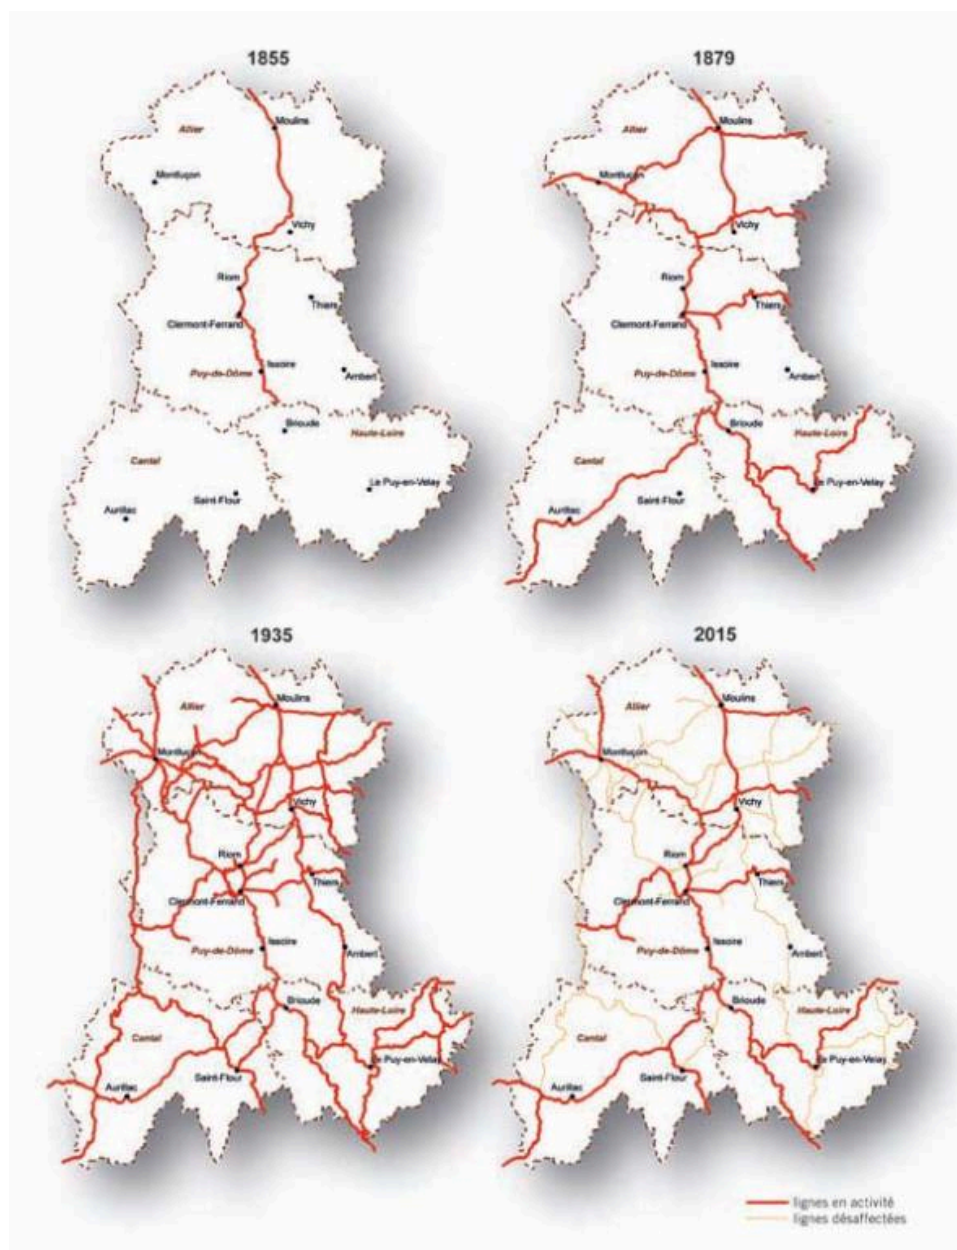 1855
Allier
Moulins
Montluçon
Vichy
Riom
Thiers
Clermont-Ferrand
Puy-de-Dôme
Issoire
Ambert
Brioude
Haute-Loire
Cantal
Le Puy-en-Velay
Saint-Flour
Aurillac
1879
Allier
Moulins
Montluçon
Vichy
Riom
Thiers
Clermont-Ferrand
Puy-de-Dôme
Issoire
Ambert
Brioude
Haute-Loire
Cantal
Le Puy-en-Velay
Saint-Flour
Aurillac
1935
Allier
Moulins
Montluçon
Vichy
Riom
Thiers
Clermont-Ferrand
Puy-de-Dôme
Issoire
Ambert
Brioude
Haute-Loire
Cantal
Le Puy-en-Velay
Saint-Flour
Aurillac
2015
Allier
Moulins
Montluçon
Vichy
Riom
Thiers
Clermont-Ferrand
Puy-de-Dôme
Issoire
Ambert
Brioude
Haute-Loire
Cantal
Le Puy-en-Velay
Saint-Flour
Aurillac
lignes en activité
lignes désaffectées